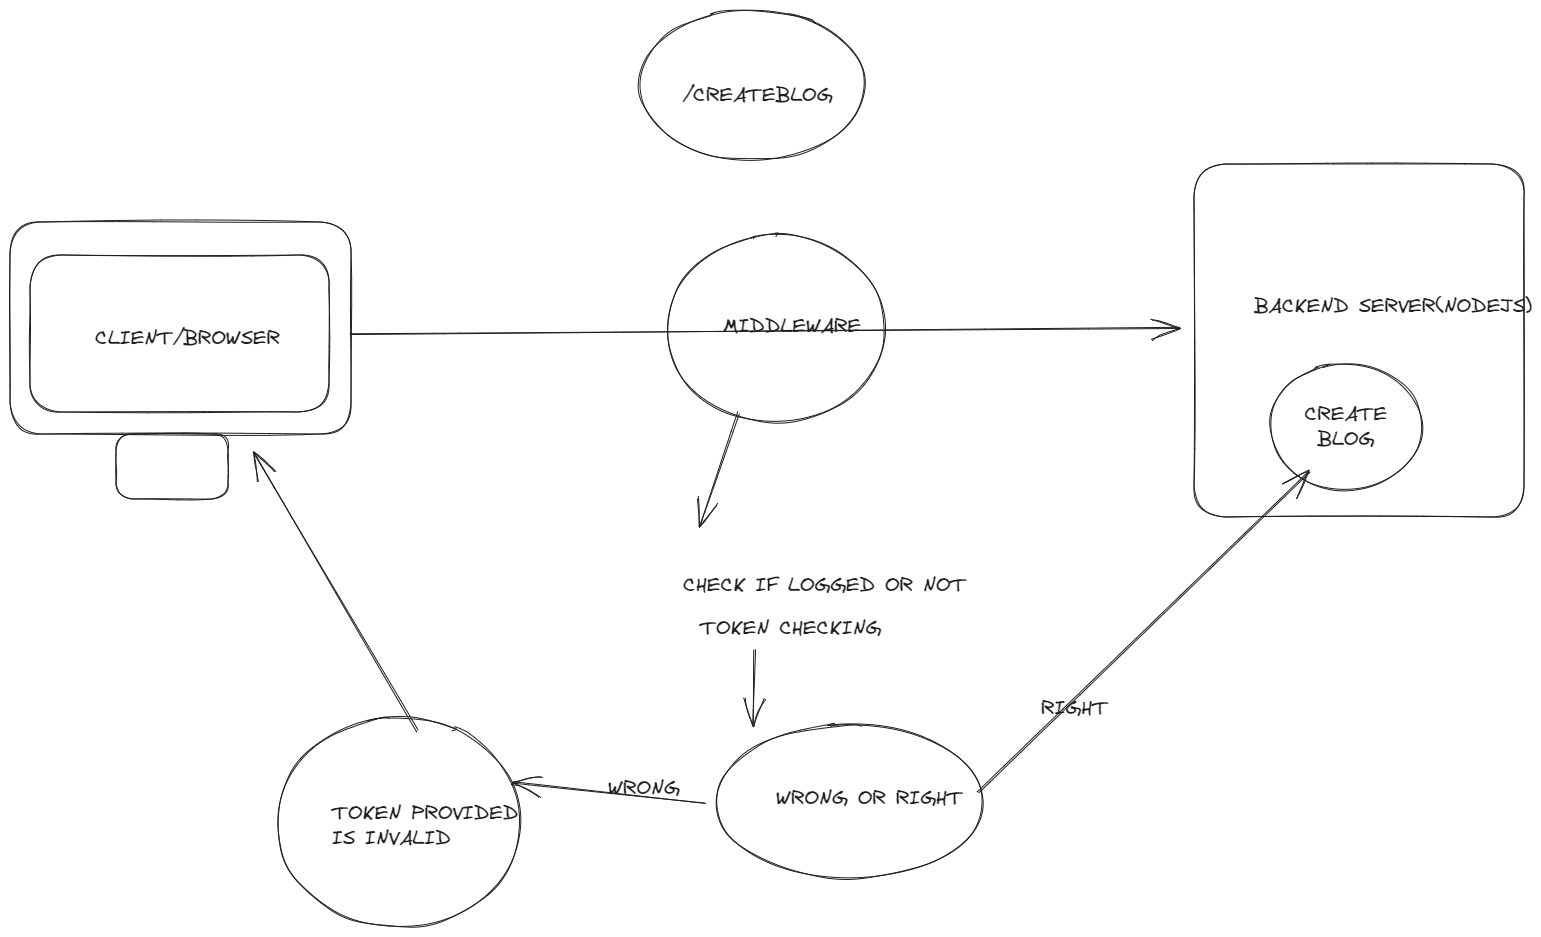 /CREATEBLOG
CLIENT/BROWSER
MIDDLEWARE
BACKEND SERVER(NODEJS)
CREATE
BLOG
CHECK IF LOGGED OR NOT
TOKEN CHECKING
RIGHT
WRONG
WRONG OR RIGHT
TOKEN PROVIDED
IS INVALID